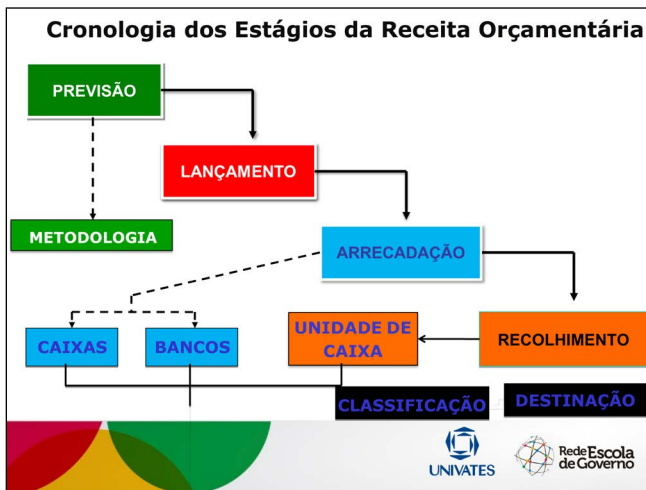 Cronologia dos Estágios da Receita Orçamentária
PREVISÃO
LANÇAMENTO
METODOLOGIA
ARRECADAÇÃO
CAIXAS
BANCOS
UNIDADE DE
CAIXA
RECOLHIMENTO
CLASSIFICAÇÃO
DESTINAÇÃO
UNIVATES
Rede Escola
de Governo